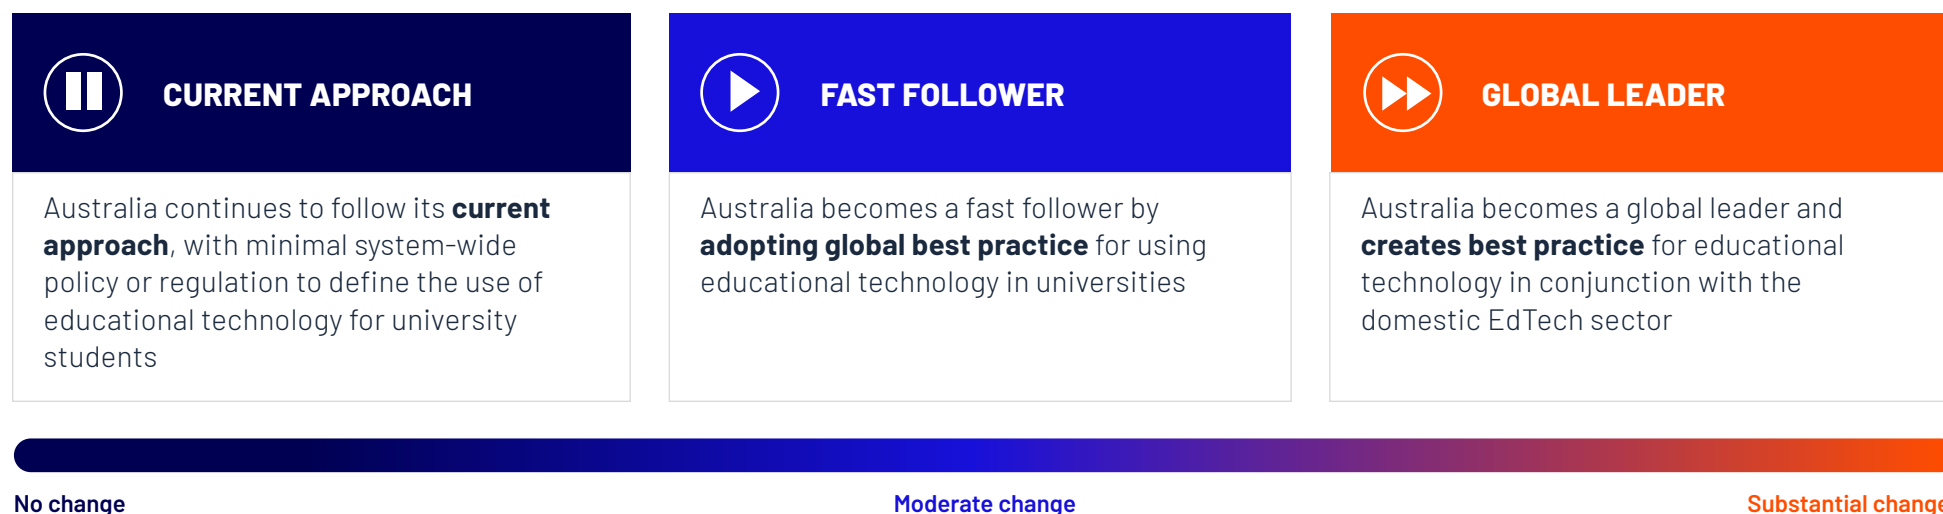 CURRENT APPROACH
Australia continues to follow its current
approach, with minimal system-wide
policy or regulation to define the use of
educational technology for university
students
FAST FOLLOWER
Australia becomes a fast follower by
adopting global best practice for using
educational technology in universities
GLOBAL LEADER
Australia becomes a global leader and
creates best practice for educational
technology in conjunction with the
domestic EdTech sector
No change
Moderate change
Substantial change